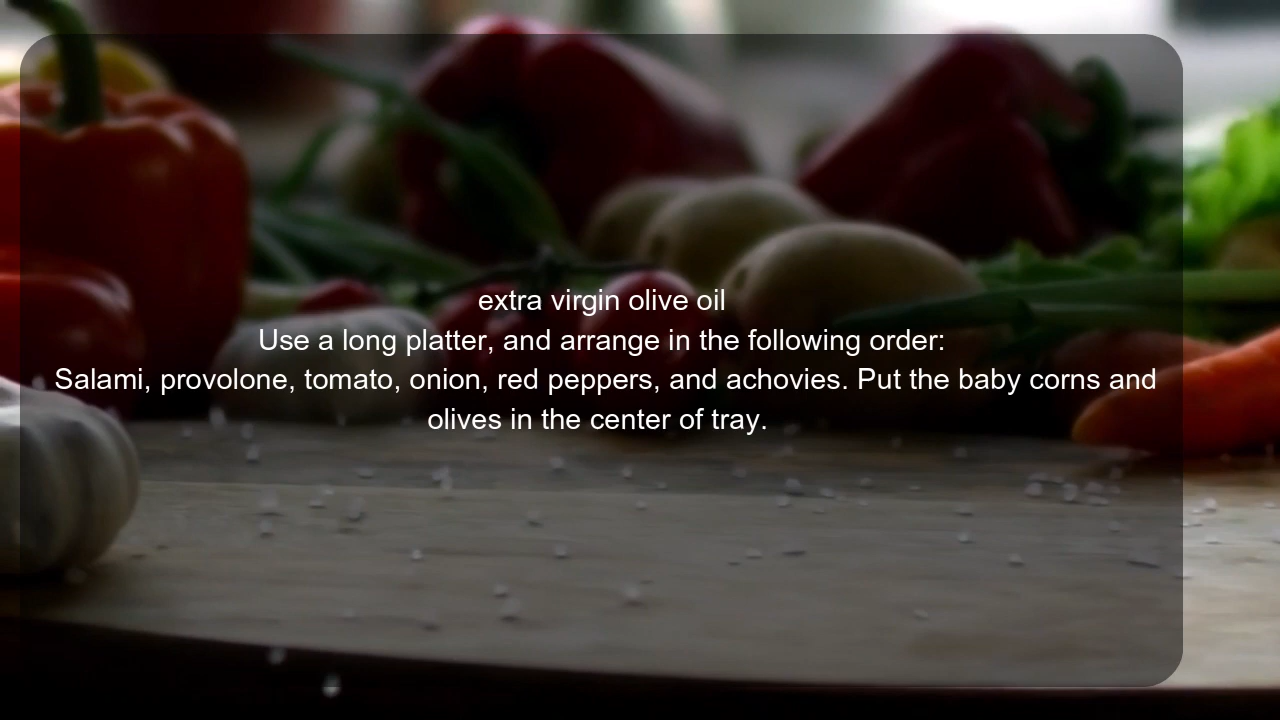 extra virgin olive oil
Use a long platter, and arrange in the following order:
Salami, provolone, tomato, onion, red peppers, and achovies. Put the baby corns and
olives in the center of tray.